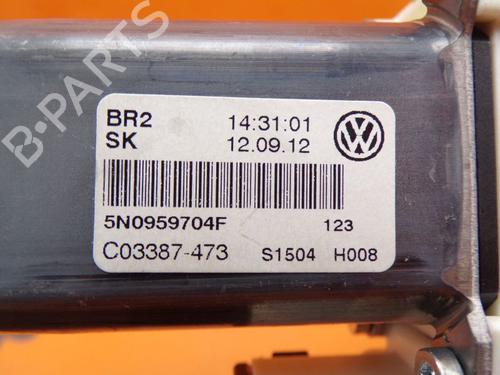 B-PARTS
BR2 14:31:01
SK 12.09.12
5N0959704F 123
C03387-473 S1504 H008